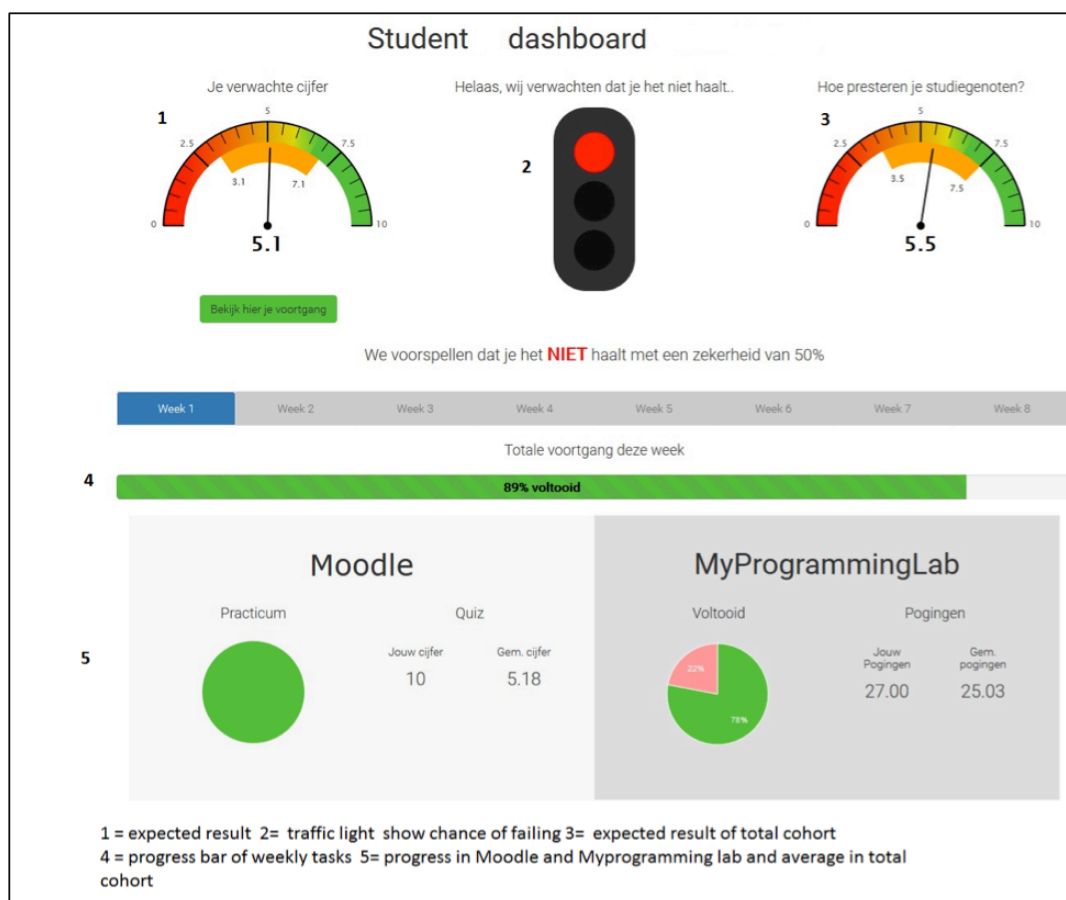 Student dashboard
Je verwachte cijfer
Helaas, wij verwachten dat je het niet haalt..
Hoe presteren je studiegenoten?
1
0
2.5
5
7.5
10
3.1
7.1
5.1
2
3
0
2.5
5
7.5
10
3.5
7.5
5.5
Bekijk hier je voortgang
We voorspellen dat je het NIET haalt met een zekerheid van 50%
Week 1 Week 2 Week 3 Week 4 Week 5 Week 6 Week 7 Week 8
Totale voortgang deze week
4
89% voltooid
5
Moodle
Practicum
Quiz
Jouw cijfer
10
Gem. cijfer
5.18
MyProgrammingLab
Voltooid
22%
78%
Pogingen
Jouw
Pogingen
27.00
Gem.
pogingen
25.03
1 = expected result 2= traffic light show chance of failing 3= expected result of total cohort
4 = progress bar of weekly tasks 5= progress in Moodle and Myprogramming lab and average in total
cohort